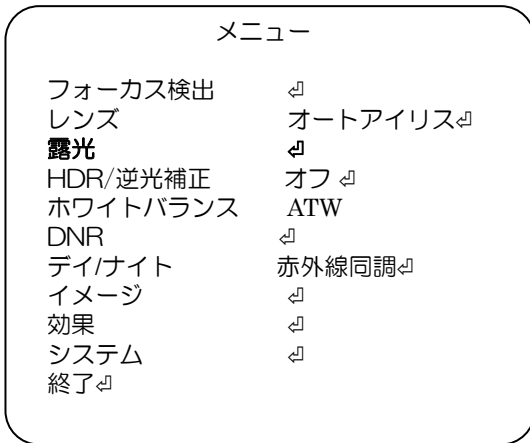 メニュー
フォーカス検出 ⏎
レンズ オートアイリス⏎
露光 ⏎
HDR/逆光補正 オフ ⏎
ホワイトバランス ATW
DNR ⏎
デイ/ナイト 赤外線同調⏎
イメージ ⏎
効果 ⏎
システム ⏎
終了⏎